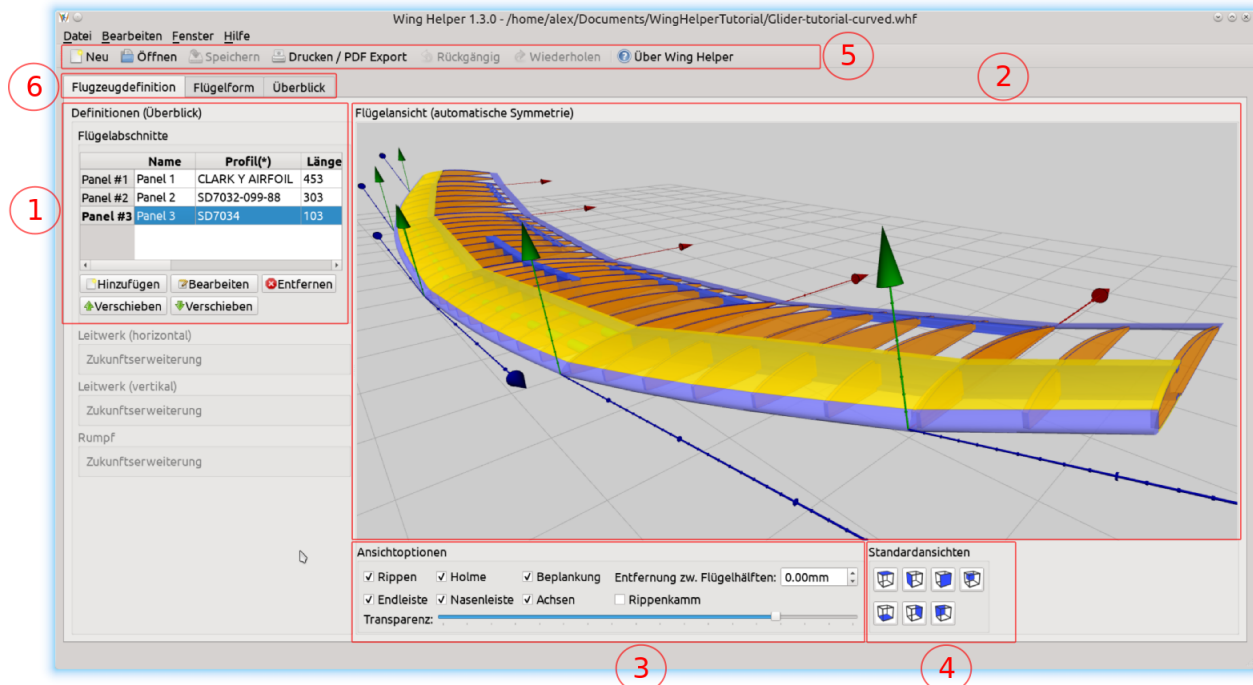 Wing Helper 1.3.0 - /home/alex/Documents/WingHelperTutorial/Glider-tutorial-curved.whf
Datei Bearbeiten Fenster Hilfe
Neu Öffnen Speichern Drucken / PDF Export Rückgängig Wiederholen Über Wing Helper
5
2
6
Flugzeugdefinition Flügelform Überblick
Definitionen (Überblick)
Flügelansicht (automatische Symmetrie)
Flügelabschnitte
Name Profil(*) Länge
Panel #1 Panel 1 CLARK Y AIRFOIL 453
Panel #2 Panel 2 SD7032-099-88 303
Panel #3 Panel 3 SD7034 103
1
Hinzufügen Bearbeiten Entfernen
Verschieben Verschieben
Leitwerk (horizontal)
Zukunftserweiterung
Leitwerk (vertikal)
Zukunftserweiterung
Rumpf
Zukunftserweiterung
Ansichtoptionen
Standardansichten
Rippen Holme Beplankung Entfernung zw. Flügelhälften: 0.00mm
Endleiste Nasenleiste Achsen Rippenkamm
Transparenz:
3
4